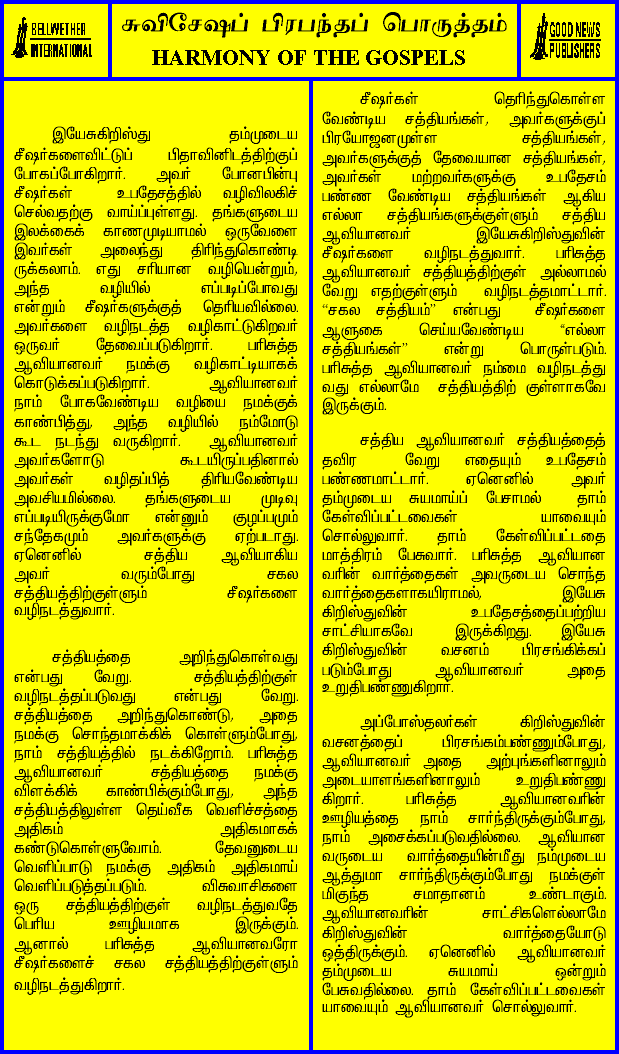 BELLWETHER
INTERNATIONAL
சுவிசேஷப் பிரபந்தப் பொருத்தம்
HARMONY OF THE GOSPELS
GOOD NEWS
PUBLISHERS
இயேசுகிறிஸ்து தம்முடைய
சீஷர்களைவிட்டுப் பிதாவினிடத்திற்குப்
போகப்போகிறார். அவர் போனபின்பு
சீஷர்கள் உபதேசத்தில் வழிவிலகிச்
செல்வதற்கு வாய்ப்புள்ளது. தங்களுடைய
இலக்கைக் காணமுடியாமல் ஒருவேளை
இவர்கள் அலைந்து திரிந்துகொண்டி
ருக்கலாம். எது சரியான வழியென்றும்,
அந்த வழியில் எப்படிப்போவது
என்றும் சீஷர்களுக்குத் தெரியவில்லை.
அவர்களை வழிநடத்த வழிகாட்டுகிறவர்
ஒருவர் தேவைப்படுகிறார். பரிசுத்த
ஆவியானவர் நமக்கு வழிகாட்டியாகக்
கொடுக்கப்படுகிறார். ஆவியானவர்
நாம் போகவேண்டிய வழியை நமக்குக்
காண்பித்து, அந்த வழியில் நம்மோடு
கூட நடந்து வருகிறார். ஆவியானவர்
அவர்களோடு கூடயிருப்பதினால்
அவர்கள் வழிதப்பித் திரியவேண்டிய
அவசியமில்லை. தங்களுடைய முடிவு
எப்படியிருக்குமோ என்னும் குழப்பமும்
சந்தேகமும் அவர்களுக்கு ஏற்படாது.
ஏனெனில் சத்திய ஆவியாகிய
அவர் வரும்போது சகல
சத்தியத்திற்குள்ளும் சீஷர்களை
வழிநடத்துவார்.
சத்தியத்தை அறிந்துகொள்வது
என்பது வேறு. சத்தியத்திற்குள்
வழிநடத்தப்படுவது என்பது வேறு.
சத்தியத்தை அறிந்துகொண்டு, அதை
நமக்கு சொந்தமாக்கிக் கொள்ளும்போது,
நாம் சத்தியத்தில் நடக்கிறோம். பரிசுத்த
ஆவியானவர் சத்தியத்தை நமக்கு
விளக்கிக் காண்பிக்கும்போது, அந்த
சத்தியத்திலுள்ள தெய்வீக வெளிச்சத்தை
அதிகம் அதிகமாகக்
கண்டுகொள்ளுவோம். தேவனுடைய
வெளிப்பாடு நமக்கு அதிகம் அதிகமாய்
வெளிப்படுத்தப்படும். விசுவாசிகளை
ஒரு சத்தியத்திற்குள் வழிநடத்துவதே
பெரிய ஊழியமாக இருக்கும்.
ஆனால் பரிசுத்த ஆவியானவரோ
சீஷர்களைச் சகல சத்தியத்திற்குள்ளும்
வழிநடத்துகிறார்.
சீஷர்கள் தெரிந்துகொள்ள
வேண்டிய சத்தியங்கள், அவர்களுக்குப்
பிரயோஜனமுள்ள சத்தியங்கள்,
அவர்களுக்குத் தேவையான சத்தியங்கள்,
அவர்கள் மற்றவர்களுக்கு உபதேசம்
பண்ண வேண்டிய சத்தியங்கள் ஆகிய
எல்லா சத்தியங்களுக்குள்ளும் சத்திய
ஆவியானவர் இயேசுகிறிஸ்துவின்
சீஷர்களை வழிநடத்துவார். பரிசுத்த
ஆவியானவர் சத்தியத்திற்குள் அல்லாமல்
வேறு எதற்குள்ளும் வழிநடத்தமாட்டார்.
“சகல சத்தியம்” என்பது சீஷர்களை
ஆளுகை செய்யவேண்டிய “எல்லா
சத்தியங்கள்” என்று பொருள்படும்.
பரிசுத்த ஆவியானவர் நம்மை வழிநடத்து
வது எல்லாமே சத்தியத்திற் குள்ளாகவே
இருக்கும்.
சத்திய ஆவியானவர் சத்தியத்தைத்
தவிர வேறு எதையும் உபதேசம்
பண்ணமாட்டார். ஏனெனில் அவர்
தம்முடைய சுயமாய்ப் பேசாமல் தாம்
கேள்விப்பட்டவைகள் யாவையும்
சொல்லுவார். தாம் கேள்விப்பட்டதை
மாத்திரம் பேசுவார். பரிசுத்த ஆவியான
வரின் வார்த்தைகள் அவருடைய சொந்த
வார்த்தைகளாகயிராமல், இயேசு
கிறிஸ்துவின் உபதேசத்தைப்பற்றிய
சாட்சியாகவே இருக்கிறது. இயேசு
கிறிஸ்துவின் வசனம் பிரசங்கிக்கப்
படும்போது ஆவியானவர் அதை
உறுதிபண்ணுகிறார்.
அப்போஸ்தலர்கள் கிறிஸ்துவின்
வசனத்தைப் பிரசங்கம்பண்ணும்போது,
ஆவியானவர் அதை அற்புங்களினாலும்
அடையாளங்களினாலும் உறுதிபண்ணு
கிறார். பரிசுத்த ஆவியானவரின்
ஊழியத்தை நாம் சார்ந்திருக்கும்போது,
நாம் அசைக்கப்படுவதில்லை. ஆவியான
வருடைய வார்த்தையின்மீது நம்முடைய
ஆத்துமா சார்ந்திருக்கும்போது நமக்குள்
மிகுந்த சமாதானம் உண்டாகும்.
ஆவியானவரின் சாட்சிகளெல்லாமே
கிறிஸ்துவின் வார்த்தையோடு
ஒத்திருக்கும். ஏனெனில் ஆவியானவர்
தம்முடைய சுயமாய் ஒன்றும்
பேசுவதில்லை. தாம் கேள்விப்பட்டவைகள்
யாவையும் ஆவியானவர் சொல்லுவார்.